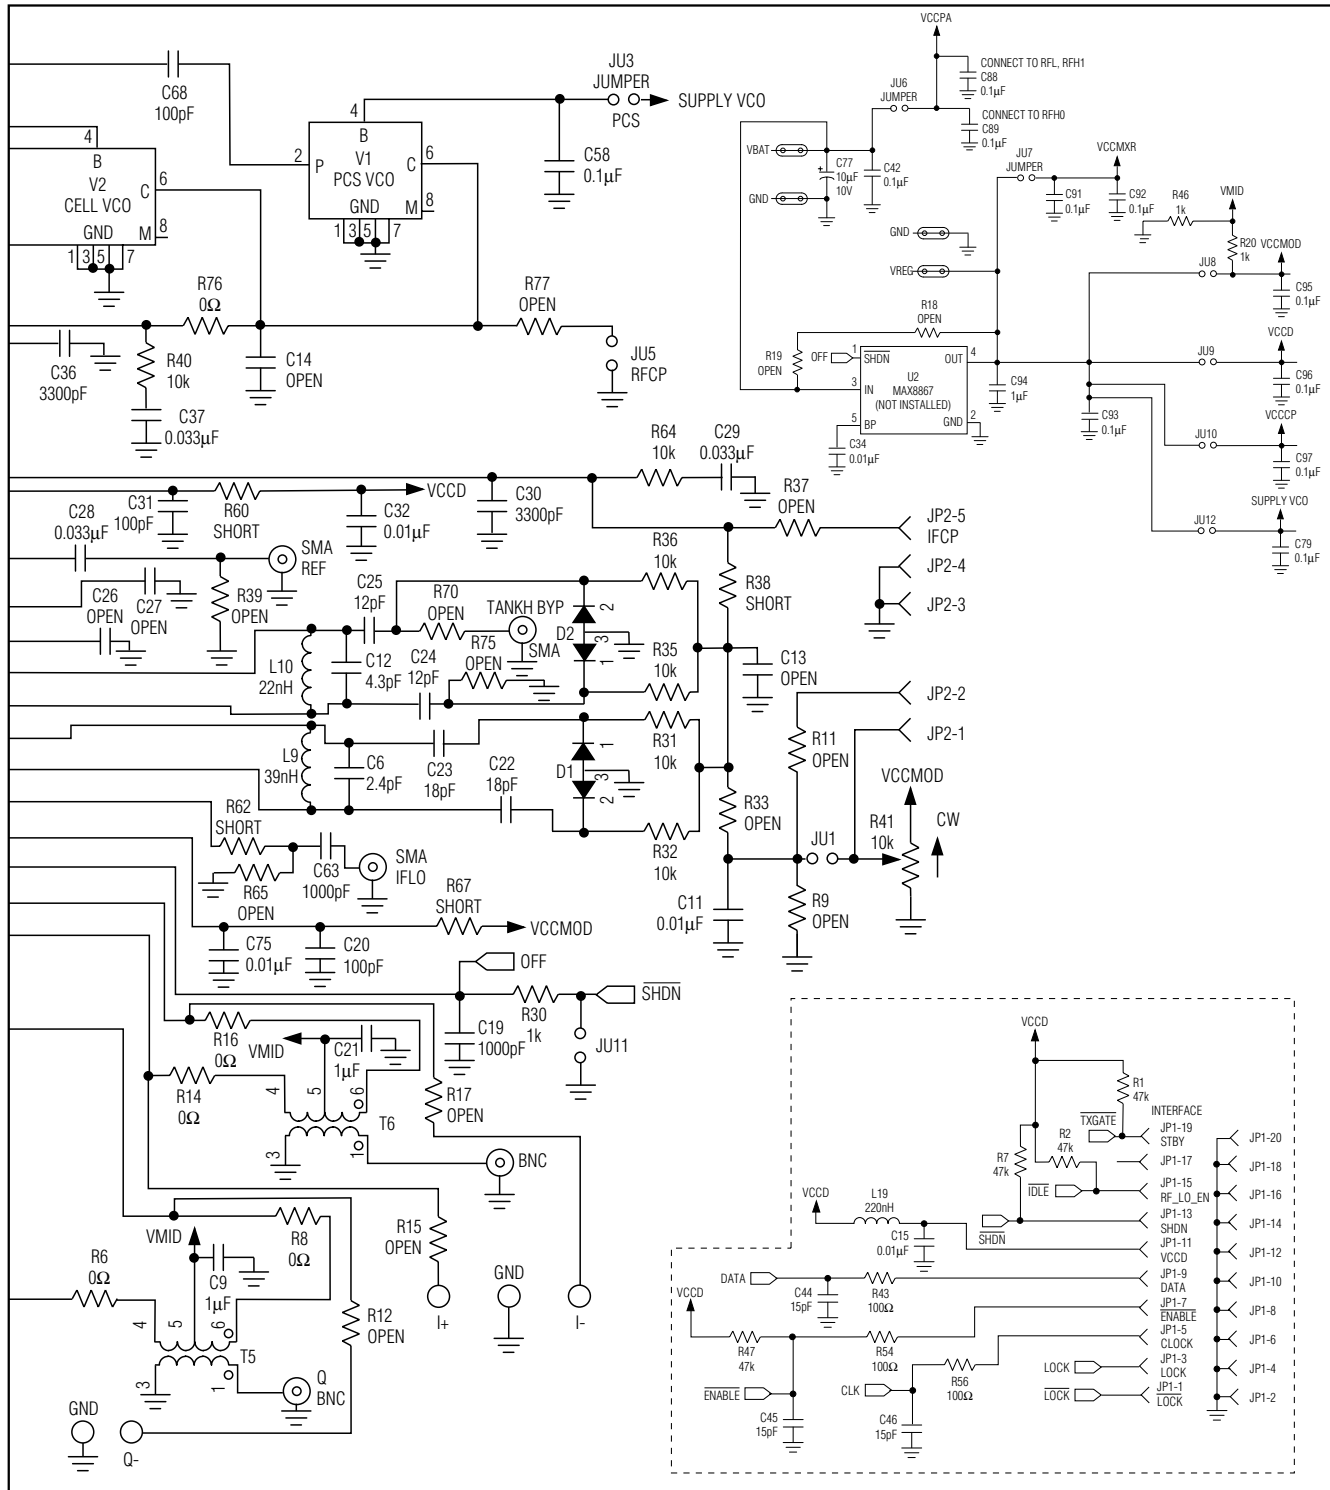 C68
100pF
4
B
V2
CELL VCO
C
6
M
8
GND
1 3 5 7
2
P
4
B
V1
PCS VCO
C
6
M
8
GND
1 3 5 7
JU3
JUMPER
PCS
SUPPLY VCO
C58
0.1µF
R76
0Ω
R77
OPEN
JU5
RFCP
C36
3300pF
R40
10k
C37
0.033µF
C14
OPEN
VCCPA
CONNECT TO RFL, RFH1
C88
0.1µF
JU6
JUMPER
CONNECT TO RFH0
C89
0.1µF
VBAT
GND
C77
10µF
10V
C42
0.1µF
JU7
JUMPER
VCCMXR
C91
0.1µF
C92
0.1µF
R46
1k
VMID
R20
1k
VCCMOD
JU8
C95
0.1µF
GND
VREG
R18
OPEN
R19
OPEN
OFF
1
SHDN
OUT
4
U2
MAX8867
(NOT INSTALLED)
3
IN
5
BP
GND
2
C34
0.01µF
C94
1µF
C93
0.1µF
VCCD
JU9
C96
0.1µF
VCCCP
JU10
C97
0.1µF
SUPPLY VCO
JU12
C79
0.1µF
R64
10k
C29
0.033µF
C31
100pF
R60
SHORT
C32
0.01µF
VCCD
C30
3300pF
R37
OPEN
JP2-5
IFCP
JP2-4
JP2-3
C28
0.033µF
SMA
REF
C26
OPEN
C27
OPEN
R39
OPEN
C25
12pF
R70
OPEN
TANKH BYP
SMA
R75
OPEN
R36
10k
R38
SHORT
D2
2
3
1
R35
10k
C13
OPEN
L10
22nH
C12
4.3pF
C24
12pF
L9
39nH
C6
2.4pF
C23
18pF
C22
18pF
D1
1
3
2
R31
10k
R32
10k
R33
OPEN
JP2-2
JP2-1
R11
OPEN
VCCMOD
R41
10k
CW
JU1
C11
0.01µF
R9
OPEN
R62
SHORT
R65
OPEN
C63
1000pF
SMA
IFLO
R67
SHORT
VCCMOD
C75
0.01µF
C20
100pF
OFF
SHDN
R30
1k
C19
1000pF
JU11
R16
0Ω
VMID
C21
1µF
R14
0Ω
4
5
6
T6
3
1
BNC
R17
OPEN
R15
OPEN
I+
GND
I-
VMID
R8
0Ω
R6
0Ω
C9
1µF
4
5
6
T5
3
1
Q
BNC
R12
OPEN
GND
Q-
VCCD
R1
47k
TXGATE
INTERFACE
JP1-19
STBY
R2
47k
R7
47k
JP1-17
IDLE
JP1-15
RF_LO_EN
JP1-13
SHDN
SHDN
VCCD
L19
220nH
C15
0.01µF
JP1-11
VCCD
DATA
C44
15pF
R43
100Ω
JP1-9
DATA
VCCD
R47
47k
R54
100Ω
JP1-7
ENABLE
JP1-5
CLOCK
R56
100Ω
ENABLE
CLK
C45
15pF
C46
15pF
LOCK
JP1-3
LOCK
LOCK
JP1-1
LOCK
JP1-20
JP1-18
JP1-16
JP1-14
JP1-12
JP1-10
JP1-8
JP1-6
JP1-4
JP1-2